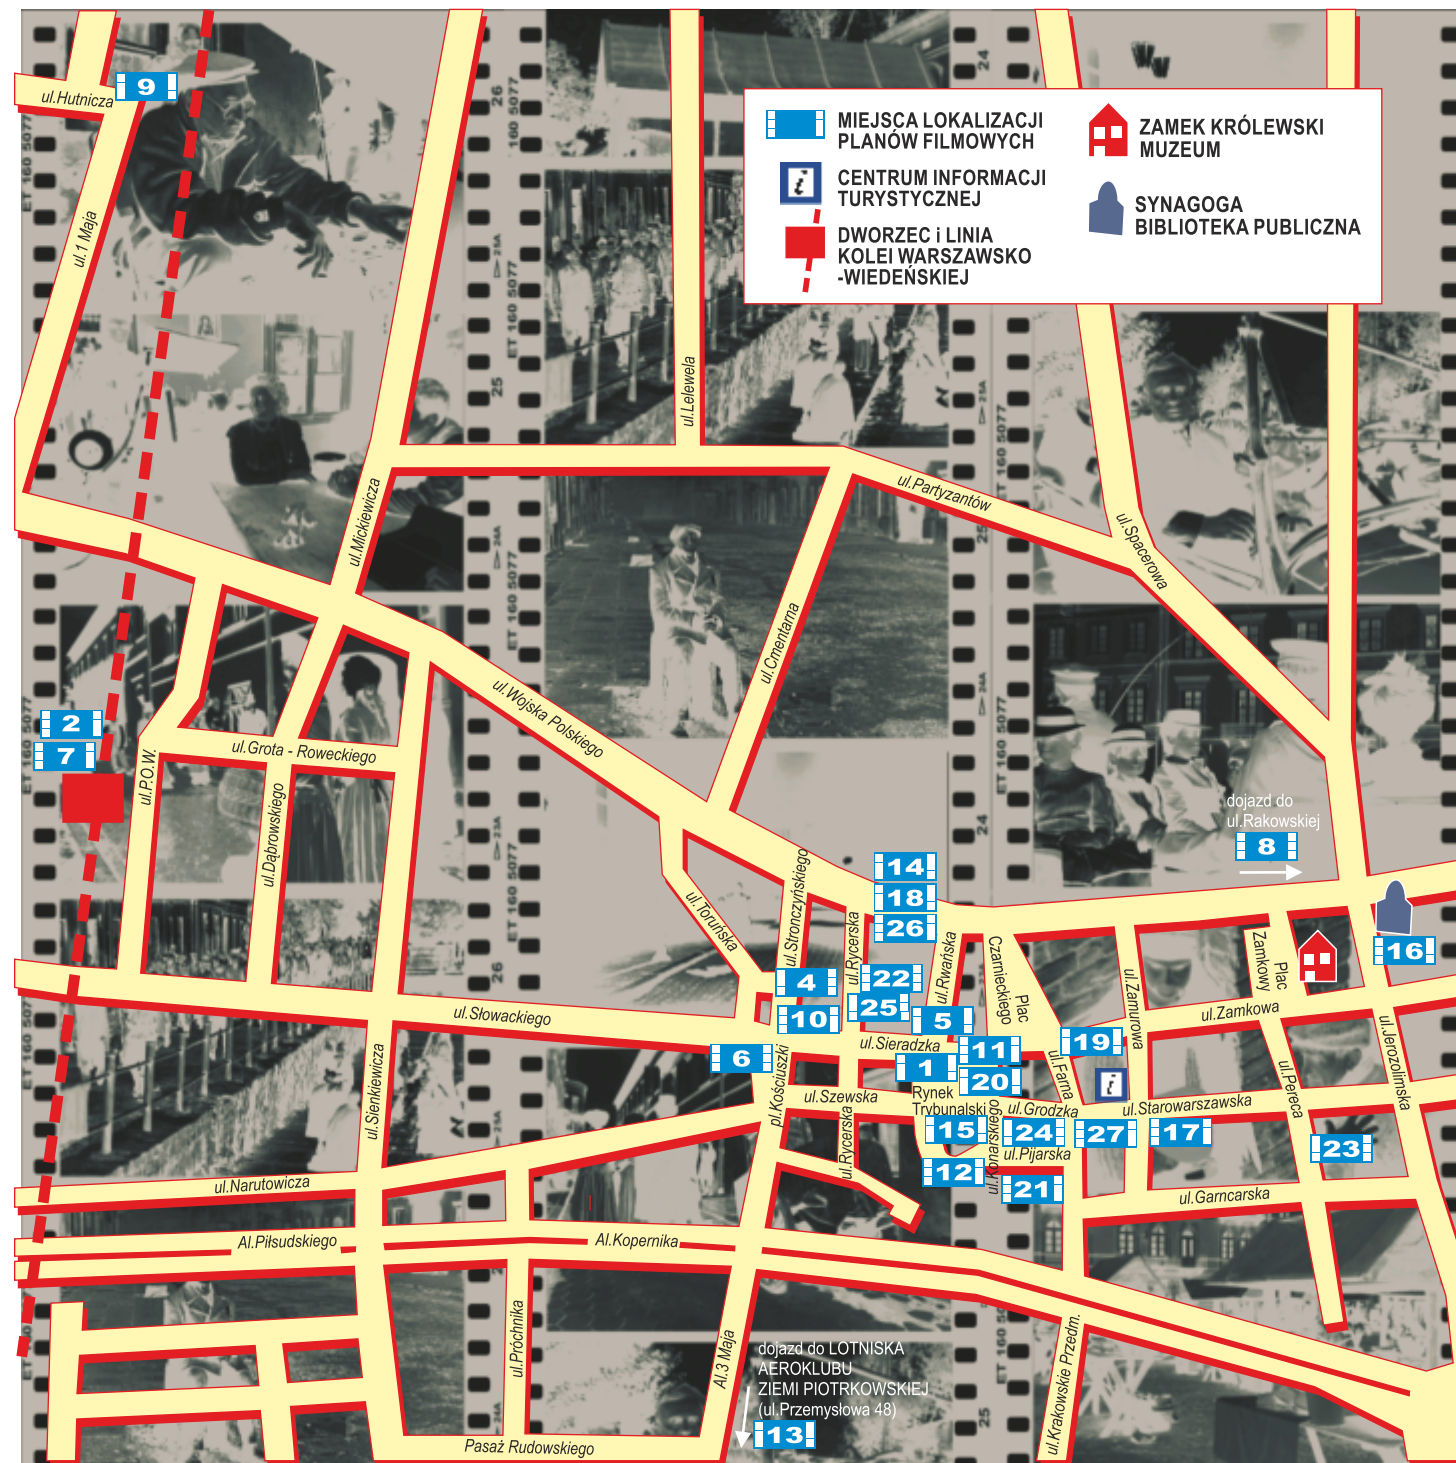 9
ul.Hutnicza
ul.1 Maja
MIEJSCA LOKALIZACJI
PLANÓW FILMOWYCH
CENTRUM INFORMACJI
TURYSTYCZNEJ
DWORZEC i LINIA
KOLEI WARSZAWSKO
-WIEDEŃSKIEJ
ZAMEK KRÓLEWSKI
MUZEUM
SYNAGOGA
BIBLIOTEKA PUBLICZNA
i
24
26
ET 160 5077
25
ul.Lelewela
ul.Mickiewicza
ul.Partyzantów
ul.Spacerowa
ul.Cmentarna
ul.Wojska Polskiego
2
7
ul.P.O.W.
ul.Grota - Roweckiego
ul.Dąbrowskiego
dojazd do
ul.Rakowskiej
8
14
18
26
ul.Toruńska
ul.Stronczyńskiego
ul.Rycerska
ul.Rwańska
Plac
Czarnieckiego
ul.Zamurowa
Plac
Zamkowy
16
4
22
25
10
5
ul.Słowackiego
ul.Sieradzka
ul.Zamkowa
ul.Jerozolimska
6
1
11
19
20
ul.Farna
i
ul.Sienkiewicza
pl.Kościuszki
ul.Szewska
Rynek
Trybunalski
ul.Grodzka
ul.Starowarszawska
ul.Pereca
15
24
27
17
23
ul.Rycerska
ul.Konarskiego
ul.Pijarska
12
21
ul.Narutowicza
ul.Garncarska
Al.Piłsudskiego
Al.Kopernika
ul.Próchnika
Al.3 Maja
dojazd do LOTNISKA
AEROKLUBU
ZIEMI PIOTRKOWSKIEJ
(ul.Przemysłowa 48)
13
ul.Krakowskie Przedm.
25
Pasaż Rudowskiego